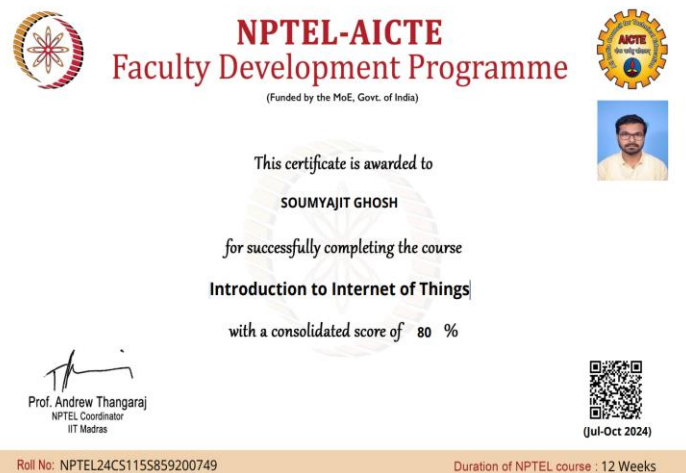 NPTEL-AICTE
Faculty Development Programme
(Funded by the MoE, Govt. of India)
AICTE
This certificate is awarded to
SOUMYAJIT GHOSH
for successfully completing the course
Introduction to Internet of Things
with a consolidated score of 80 %
Prof. Andrew Thangaraj
NPTEL Coordinator
IIT Madras
(Jul-Oct 2024)
Roll No: NPTEL24CS115S859200749
Duration of NPTEL course : 12 Weeks